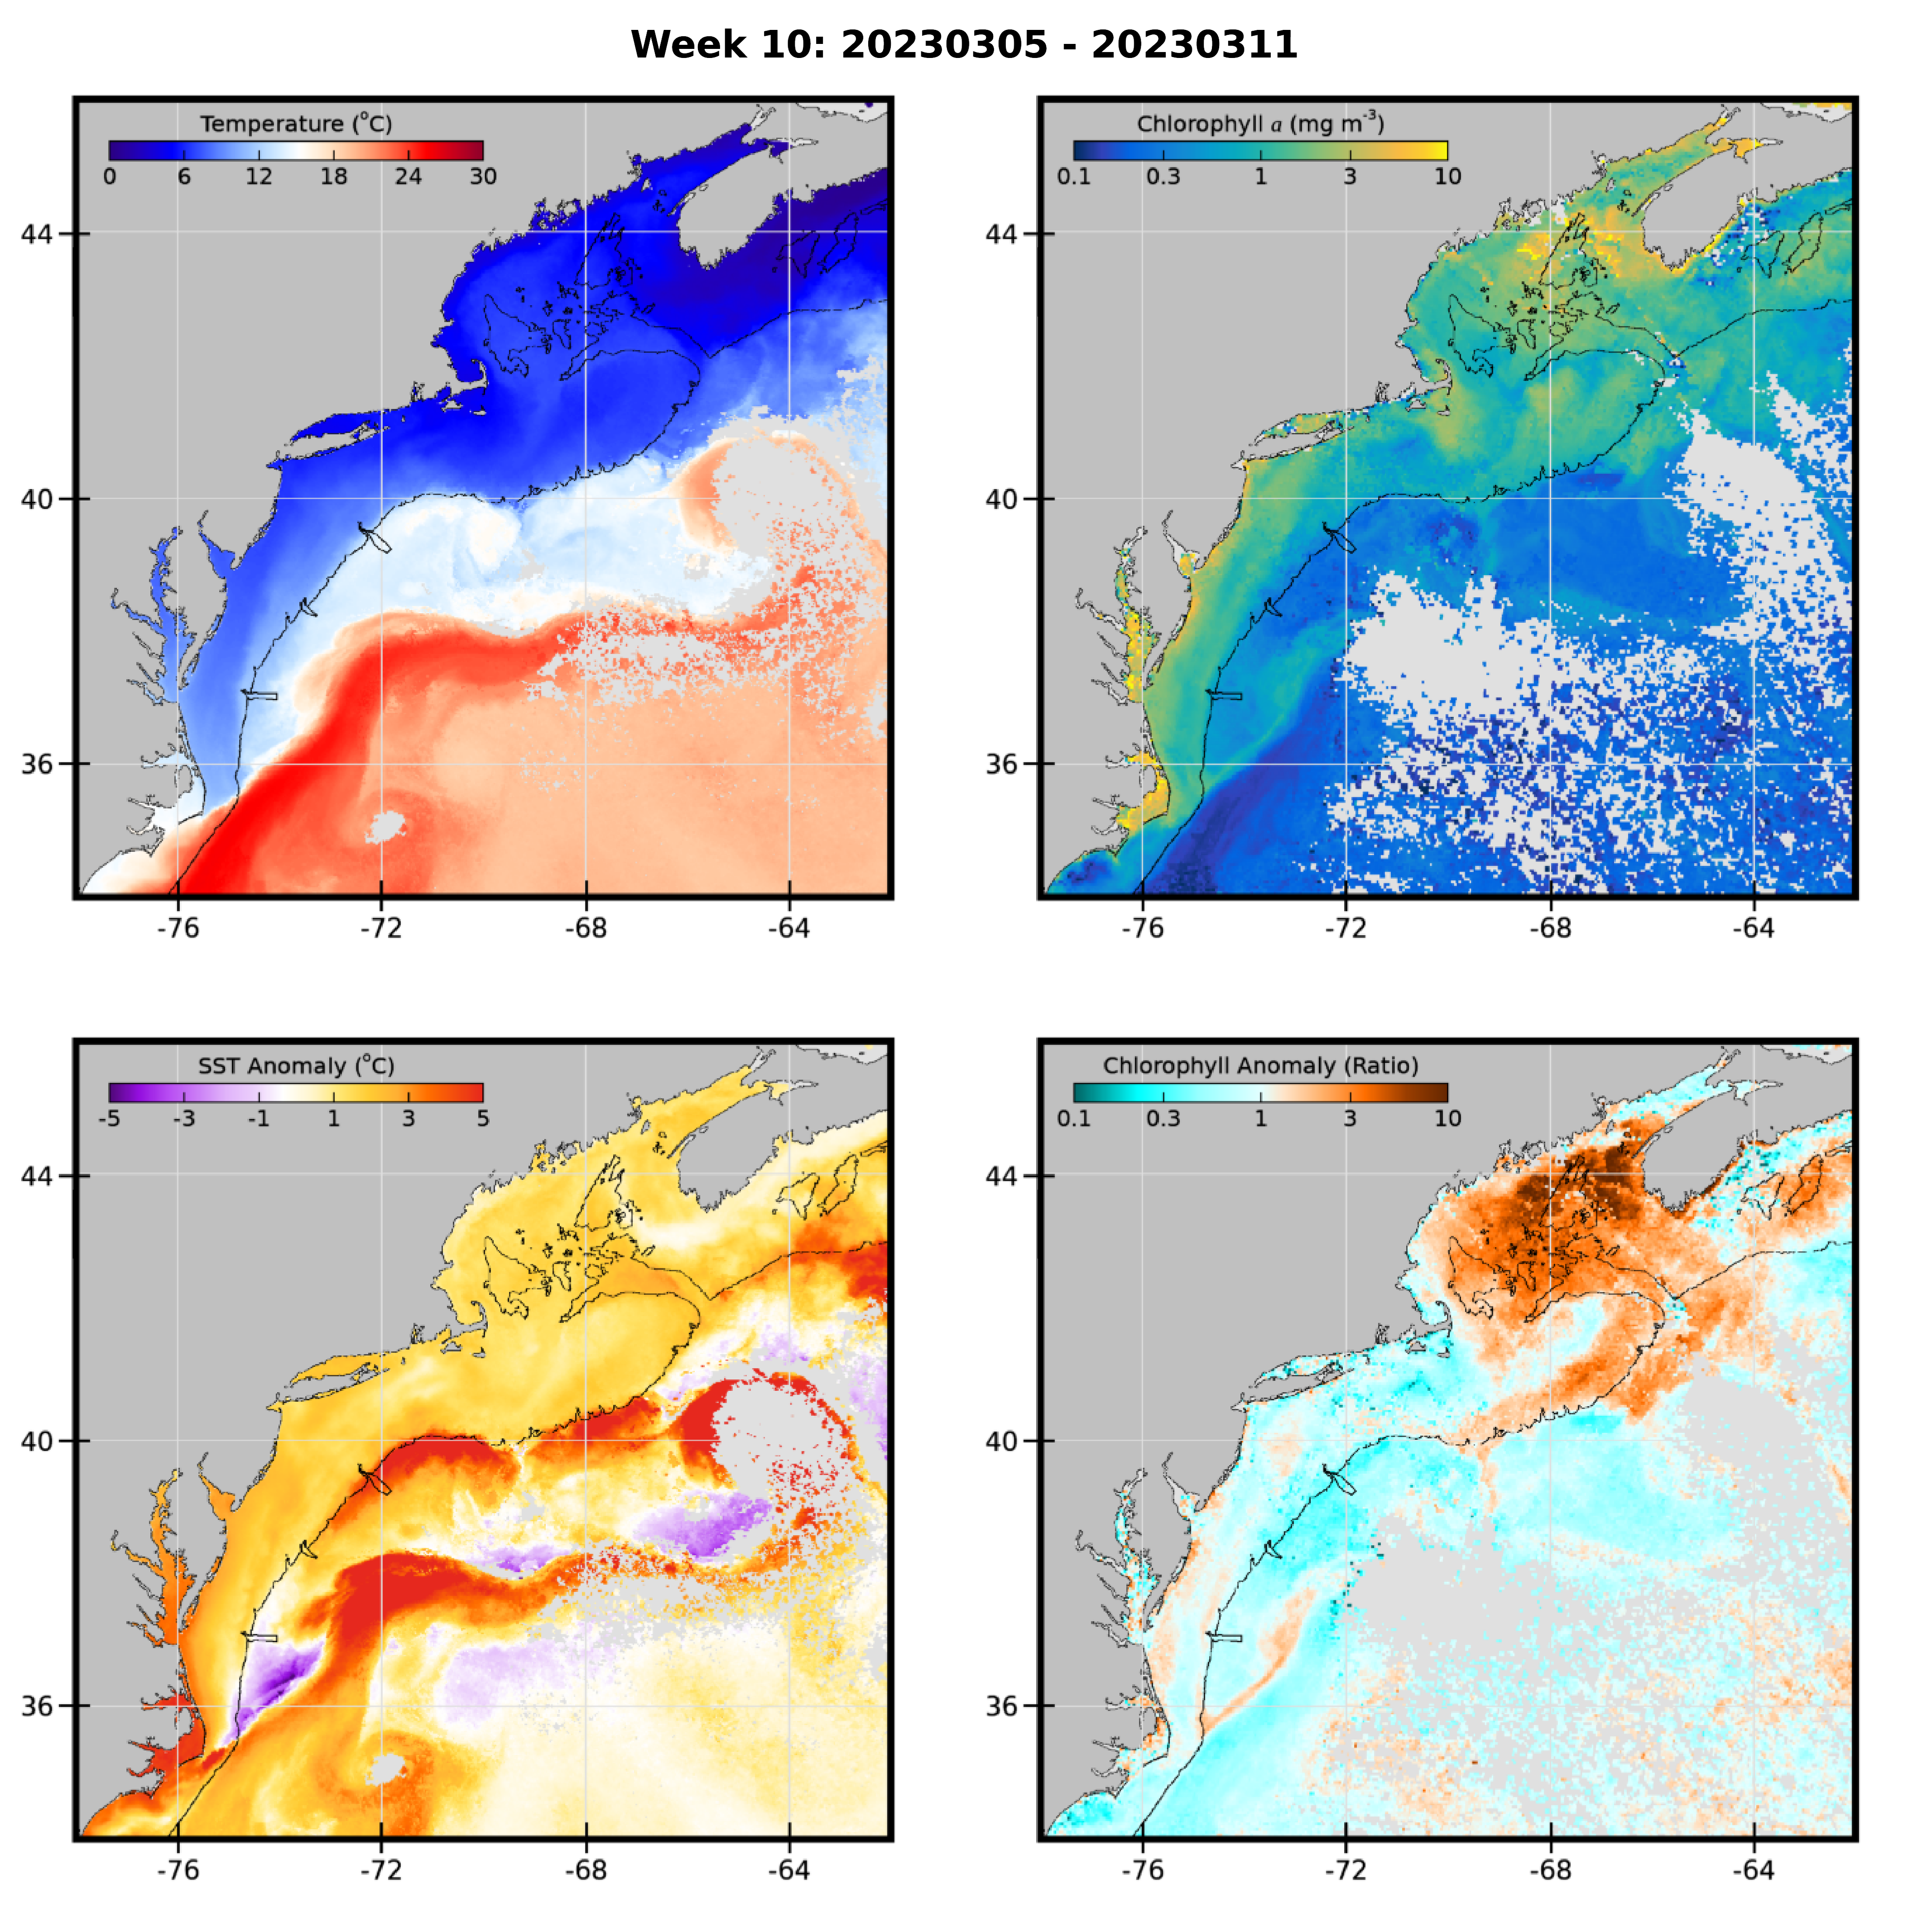 Week 10: 20230305 - 20230311
Temperature (°C)
0 6 12 18 24 30
44
40
36
-76 -72 -68 -64
Chlorophyll a (mg m⁻³)
0.1 0.3 1 3 10
44
40
36
-76 -72 -68 -64
SST Anomaly (°C)
-5 -3 -1 1 3 5
44
40
36
-76 -72 -68 -64
Chlorophyll Anomaly (Ratio)
0.1 0.3 1 3 10
44
40
36
-76 -72 -68 -64